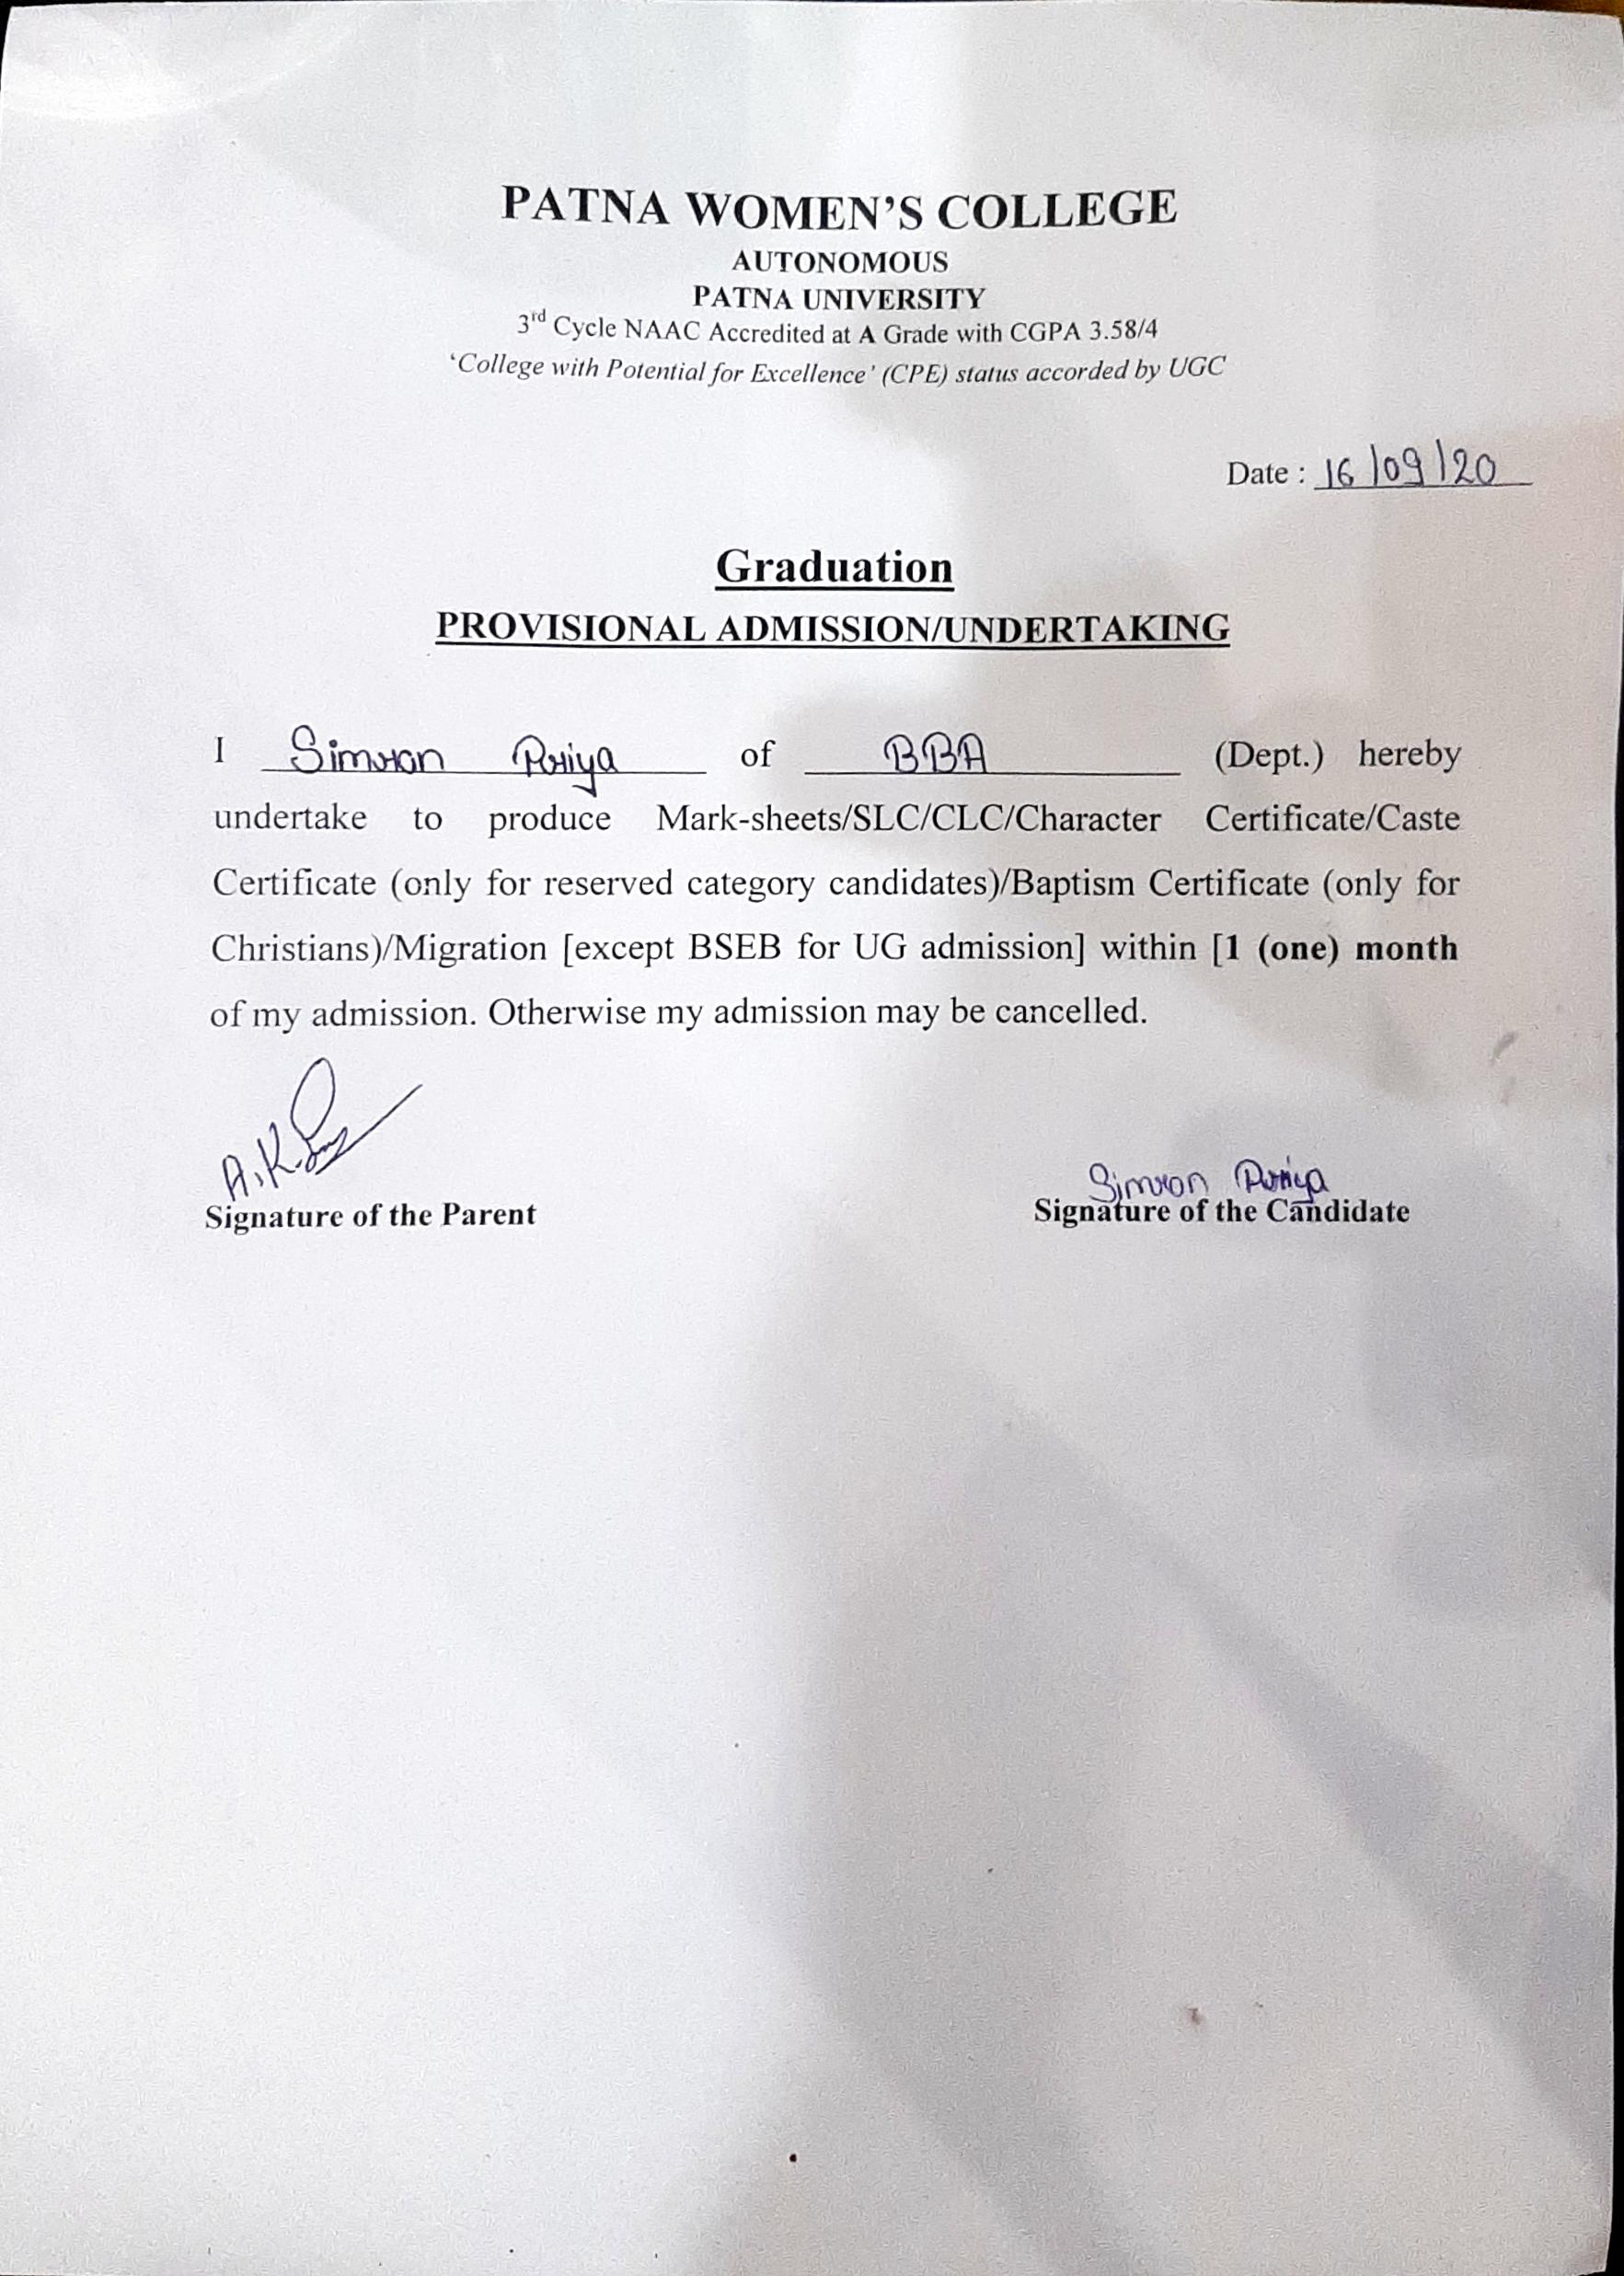 PATNA WOMEN'S COLLEGE
AUTONOMOUS
PATNA UNIVERSITY
3rd Cycle NAAC Accredited at A Grade with CGPA 3.58/4
'College with Potential for Excellence' (CPE) status accorded by UGC
Date : 16/09/20
Graduation
PROVISIONAL ADMISSION/UNDERTAKING
I Simran Priya of BBA (Dept.) hereby
undertake to produce Mark-sheets/SLC/CLC/Character Certificate/Caste
Certificate (only for reserved category candidates)/Baptism Certificate (only for
Christians)/Migration [except BSEB for UG admission] within [1 (one) month
of my admission. Otherwise my admission may be cancelled.
A.K.
Simran Priya
Signature of the Parent Signature of the Candidate